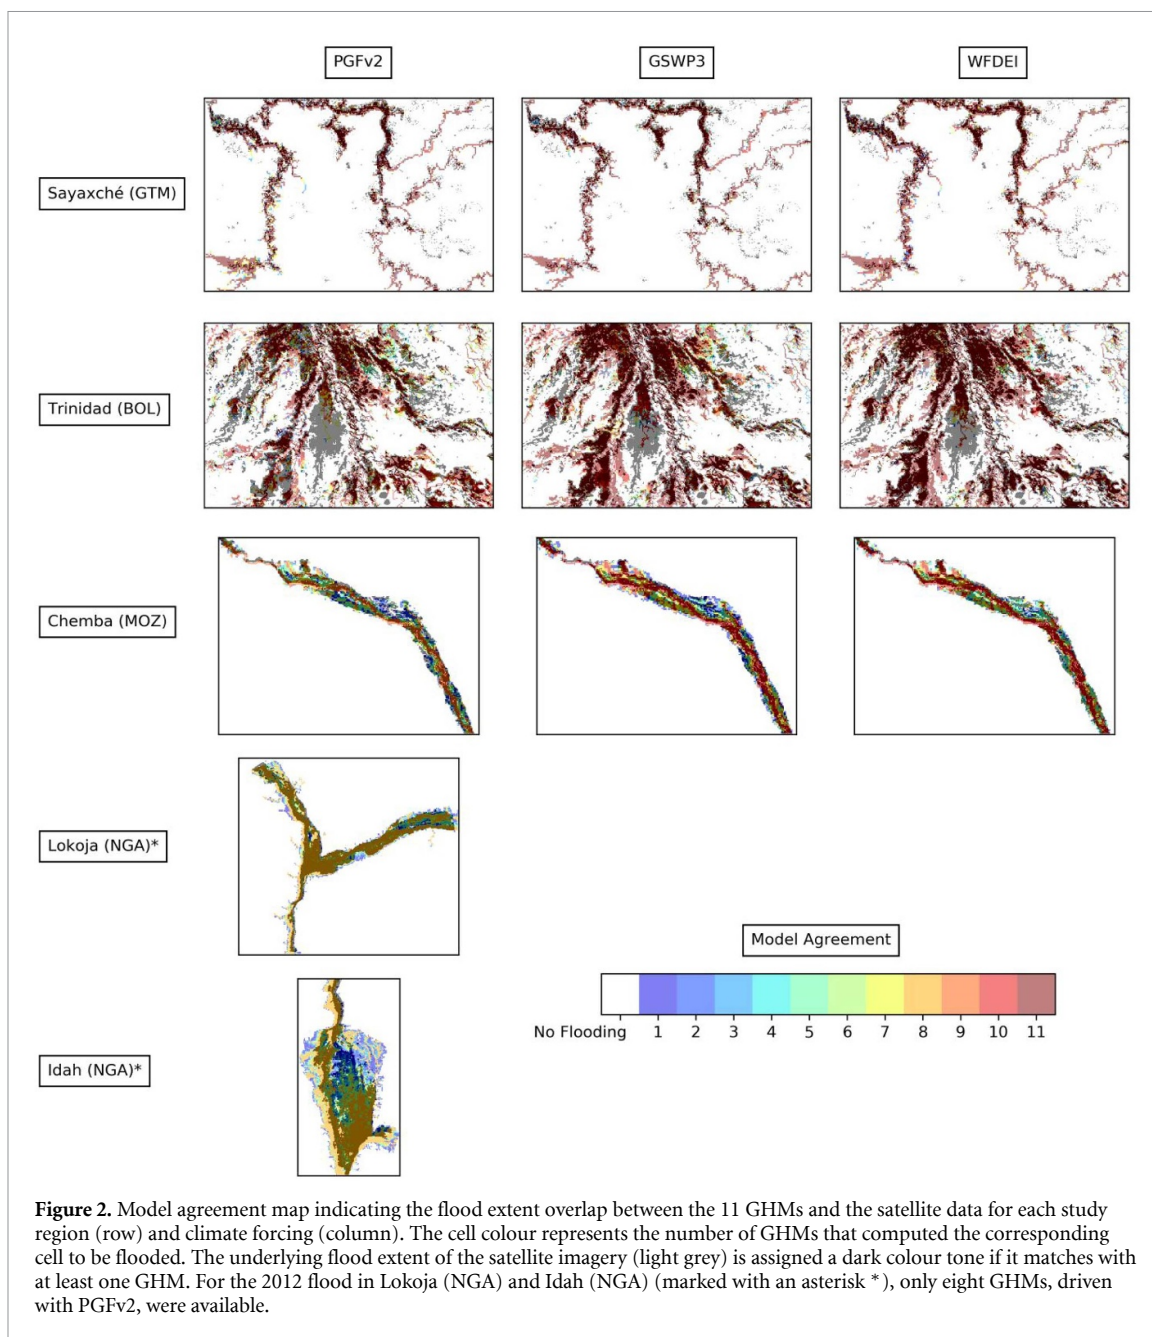 PGFv2
GSWP3
WFDEI
Sayaxché (GTM)
Trinidad (BOL)
Chemba (MOZ)
Lokoja (NGA)*
Model Agreement
No Flooding 1 2 3 4 5 6 7 8 9 10 11
Idah (NGA)*
Figure 2. Model agreement map indicating the flood extent overlap between the 11 GHMs and the satellite data for each study
region (row) and climate forcing (column). The cell colour represents the number of GHMs that computed the corresponding
cell to be flooded. The underlying flood extent of the satellite imagery (light grey) is assigned a dark colour tone if it matches with
at least one GHM. For the 2012 flood in Lokoja (NGA) and Idah (NGA) (marked with an asterisk *), only eight GHMs, driven
with PGFv2, were available.